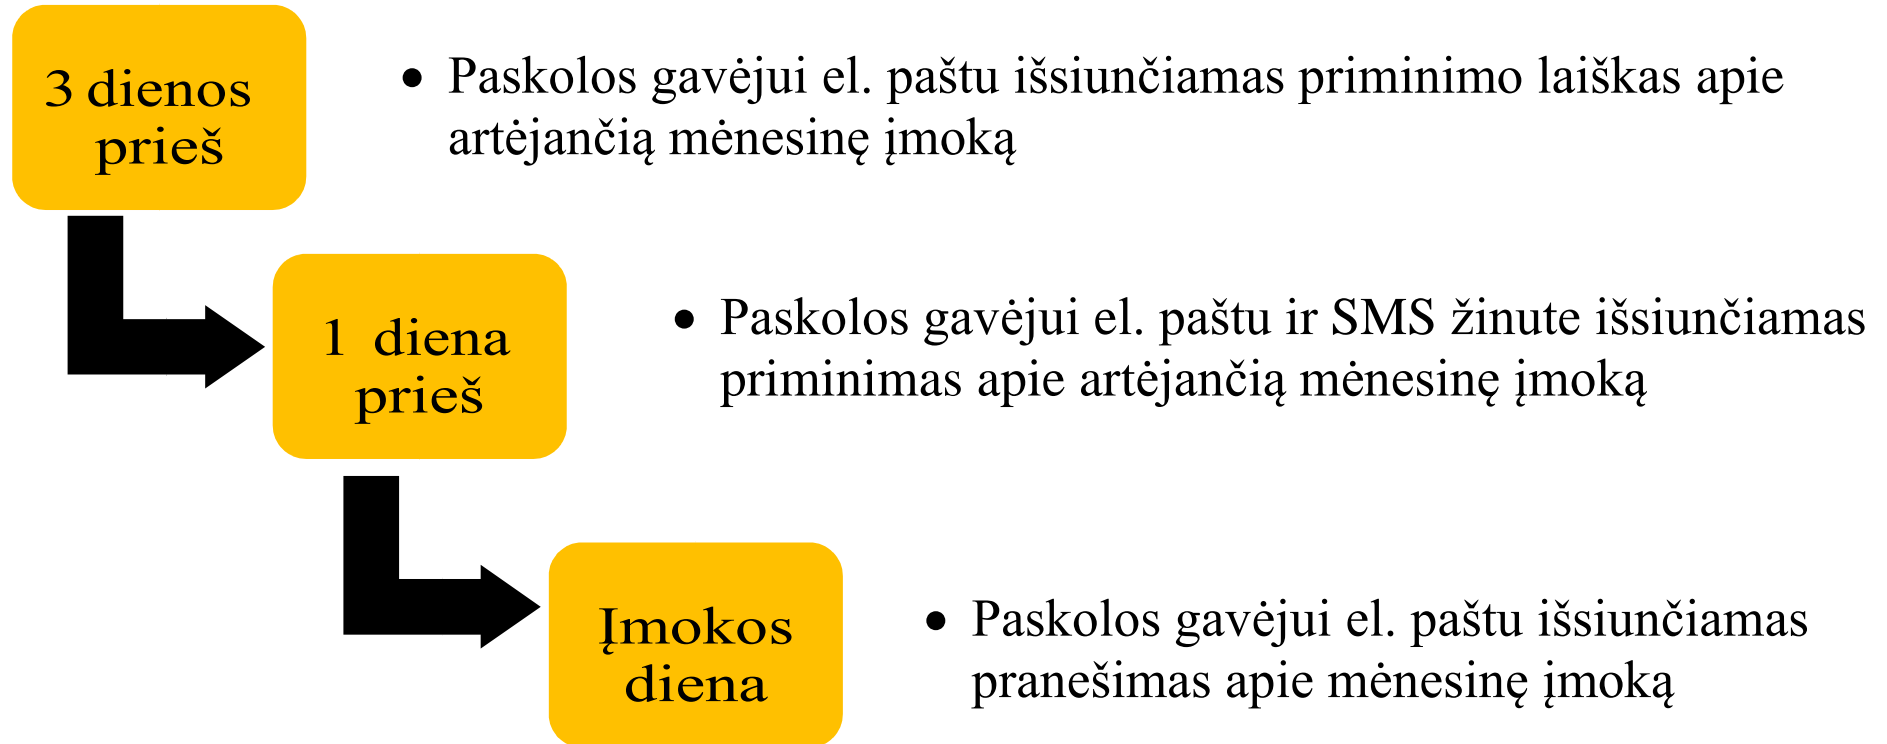 3 dienos
prieš
• Paskolos gavėjui el. paštu išsiunčiamas priminimo laiškas apie
artėjančią mėnesinę įmoką
1 diena
prieš
• Paskolos gavėjui el. paštu ir SMS žinute išsiunčiamas
priminimas apie artėjančią mėnesinę įmoką
Įmokos
diena
• Paskolos gavėjui el. paštu išsiunčiamas
pranešimas apie mėnesinę įmoką